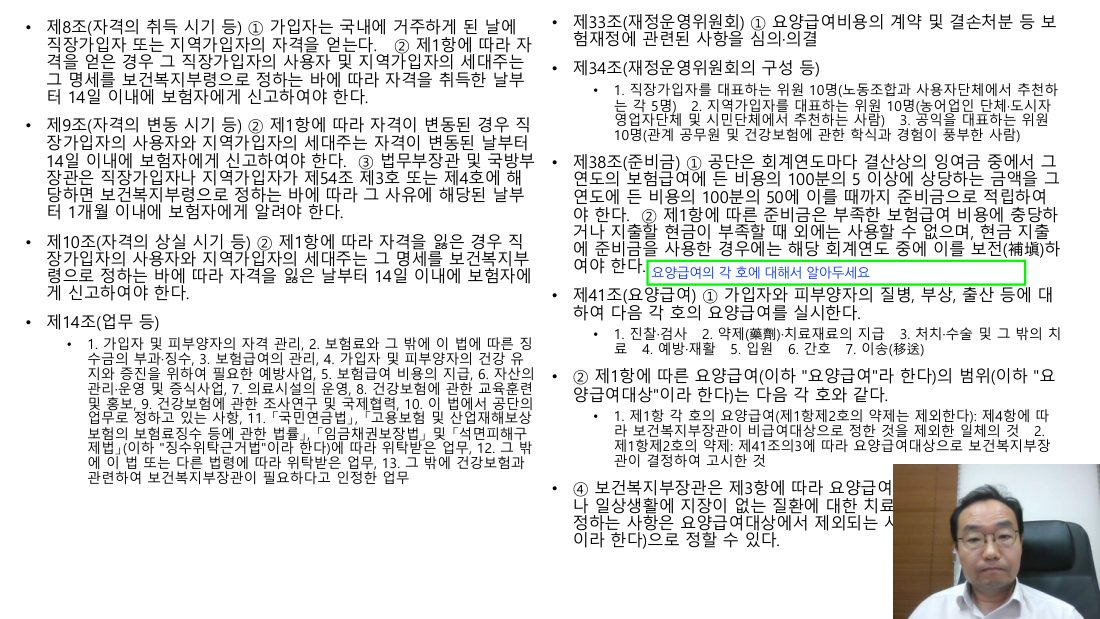 • 제8조(자격의 취득 시기 등) ① 가입자는 국내에 거주하게 된 날에
직장가입자 또는 지역가입자의 자격을 얻는다. ② 제1항에 따라 자
격을 얻은 경우 그 직장가입자의 사용자 및 지역가입자의 세대주는
그 명세를 보건복지부령으로 정하는 바에 따라 자격을 취득한 날부
터 14일 이내에 보험자에게 신고하여야 한다.
• 제9조(자격의 변동 시기 등) ② 제1항에 따라 자격이 변동된 경우 직
장가입자의 사용자와 지역가입자의 세대주는 자격이 변동된 날부터
14일 이내에 보험자에게 신고하여야 한다. ③ 법무부장관 및 국방부
장관은 직장가입자나 지역가입자가 제54조 제3호 또는 제4호에 해
당하면 보건복지부령으로 정하는 바에 따라 그 사유에 해당된 날부
터 1개월 이내에 보험자에게 알려야 한다.
• 제10조(자격의 상실 시기 등) ② 제1항에 따라 자격을 잃은 경우 직
장가입자의 사용자와 지역가입자의 세대주는 그 명세를 보건복지부
령으로 정하는 바에 따라 자격을 잃은 날부터 14일 이내에 보험자에
게 신고하여야 한다.
• 제14조(업무 등)
• 1. 가입자 및 피부양자의 자격 관리, 2. 보험료와 그 밖에 이 법에 따른 징
수금의 부과·징수, 3. 보험급여의 관리, 4. 가입자 및 피부양자의 건강 유
지와 증진을 위하여 필요한 예방사업, 5. 보험급여 비용의 지급, 6. 자산의
관리·운영 및 증식사업, 7. 의료시설의 운영, 8. 건강보험에 관한 교육훈련
및 홍보, 9. 건강보험에 관한 조사연구 및 국제협력, 10. 이 법에서 공단의
업무로 정하고 있는 사항, 11. 「국민연금법」, 「고용보험 및 산업재해보상
보험의 보험료징수 등에 관한 법률」, 「임금채권보장법」 및 「석면피해구
제법」(이하 "징수위탁근거법"이라 한다)에 따라 위탁받은 업무, 12. 그 밖
에 이 법 또는 다른 법령에 따라 위탁받은 업무, 13. 그 밖에 건강보험과
관련하여 보건복지부장관이 필요하다고 인정한 업무
• 제33조(재정운영위원회) ① 요양급여비용의 계약 및 결손처분 등 보
험재정에 관련된 사항을 심의·의결
• 제34조(재정운영위원회의 구성 등)
• 1. 직장가입자를 대표하는 위원 10명(노동조합과 사용자단체에서 추천하
는 각 5명) 2. 지역가입자를 대표하는 위원 10명(농어업인 단체·도시자
영업자단체 및 시민단체에서 추천하는 사람) 3. 공익을 대표하는 위원
10명(관계 공무원 및 건강보험에 관한 학식과 경험이 풍부한 사람)
• 제38조(준비금) ① 공단은 회계연도마다 결산상의 잉여금 중에서 그
연도의 보험급여에 든 비용의 100분의 5 이상에 상당하는 금액을 그
연도에 든 비용의 100분의 50에 이를 때까지 준비금으로 적립하여
야 한다. ② 제1항에 따른 준비금은 부족한 보험급여 비용에 충당하
거나 지출할 현금이 부족할 때 외에는 사용할 수 없으며, 현금 지출
에 준비금을 사용한 경우에는 해당 회계연도 중에 이를 보전(補塡)하
여야 한다.
요양급여의 각 호에 대해서 알아두세요
• 제41조(요양급여) ① 가입자와 피부양자의 질병, 부상, 출산 등에 대
하여 다음 각 호의 요양급여를 실시한다.
• 1. 진찰·검사 2. 약제(藥劑)·치료재료의 지급 3. 처치·수술 및 그 밖의 치
료 4. 예방·재활 5. 입원 6. 간호 7. 이송(移送)
• ② 제1항에 따른 요양급여(이하 "요양급여"라 한다)의 범위(이하 "요
양급여대상"이라 한다)는 다음 각 호와 같다.
• 1. 제1항 각 호의 요양급여(제1항제2호의 약제는 제외한다): 제4항에 따
라 보건복지부장관이 비급여대상으로 정한 것을 제외한 일체의 것 2.
제1항제2호의 약제: 제41조의3에 따라 요양급여대상으로 보건복지부장
관이 결정하여 고시한 것
• ④ 보건복지부장관은 제3항에 따라 요양급여
나 일상생활에 지장이 없는 질환에 대한 치료
정하는 사항은 요양급여대상에서 제외되는
이라 한다)으로 정할 수 있다.